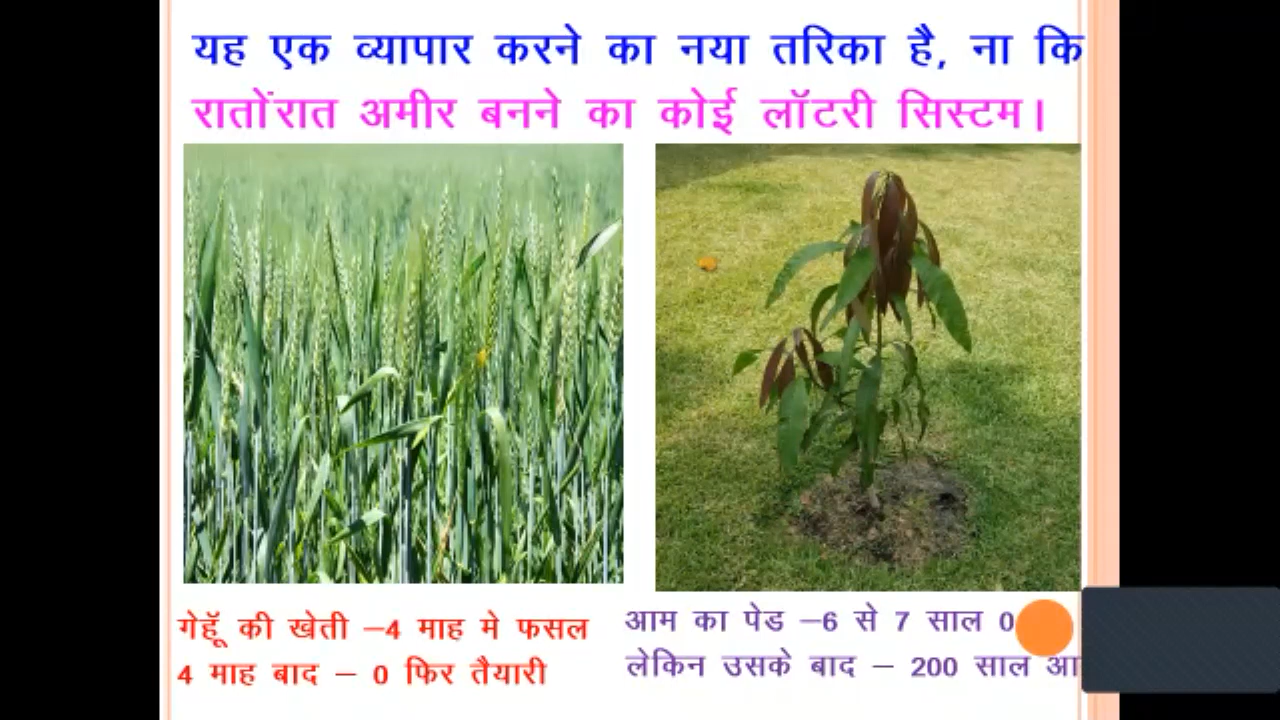 यह एक व्यापार करने का नया तरिका है, ना कि
रातोंरात अमीर बनने का कोई लॉटरी सिस्टम।
गेहूँ की खेती –4 माह मे फसल
4 माह बाद – 0 फिर तैयारी
आम का पेड –6 से 7 साल 0
लेकिन उसके बाद – 200 साल